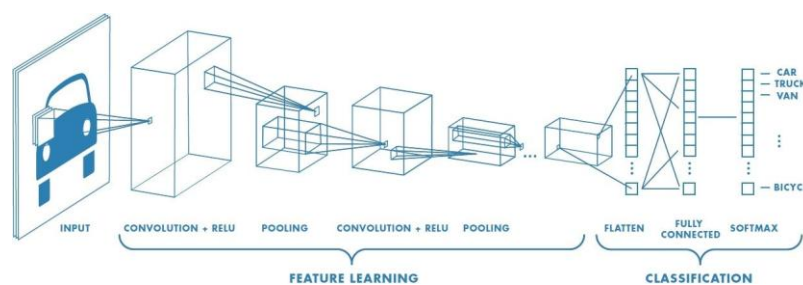 CAR
TRUCK
VAN
BICYC
INPUT
CONVOLUTION + RELU
POOLING
CONVOLUTION + RELU
POOLING
FLATTEN
FULLY
CONNECTED
SOFTMAX
FEATURE LEARNING
CLASSIFICATION